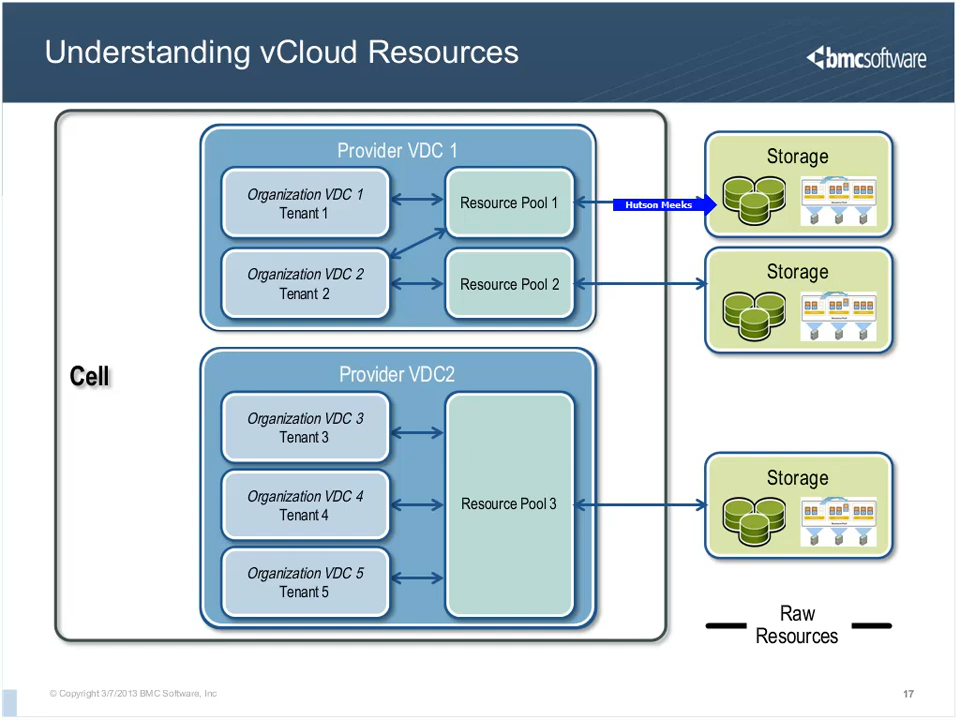 Understanding vCloud Resources
bmcsoftware
Provider VDC 1
Organization VDC 1
Tenant 1
Resource Pool 1
Hutson Meeks
Storage
Organization VDC 2
Tenant 2
Resource Pool 2
Storage
Cell
Provider VDC2
Organization VDC 3
Tenant 3
Organization VDC 4
Tenant 4
Resource Pool 3
Storage
Organization VDC 5
Tenant 5
Raw
Resources
© Copyright 3/7/2013 BMC Software, Inc
17